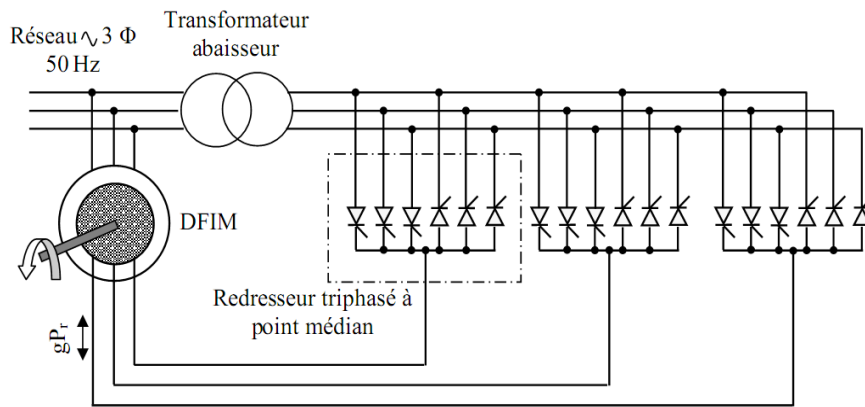 Transformateur
abaisseur
Réseau ∿ 3 Φ
50 Hz
DFIM
Redresseur triphasé à
point médian
gPr